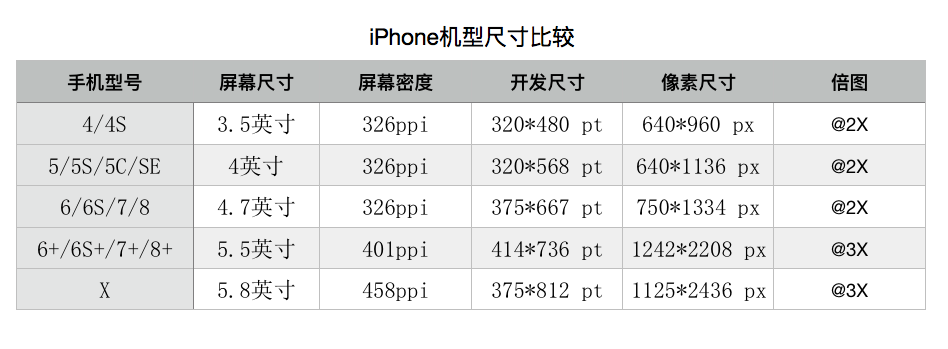 iPhone机型尺寸比较
手机型号 屏幕尺寸 屏幕密度 开发尺寸 像素尺寸 倍图
4/4S 3.5英寸 326ppi 320*480 pt 640*960 px @2X
5/5S/5C/SE 4英寸 326ppi 320*568 pt 640*1136 px @2X
6/6S/7/8 4.7英寸 326ppi 375*667 pt 750*1334 px @2X
6+/6S+/7+/8+ 5.5英寸 401ppi 414*736 pt 1242*2208 px @3X
X 5.8英寸 458ppi 375*812 pt 1125*2436 px @3X